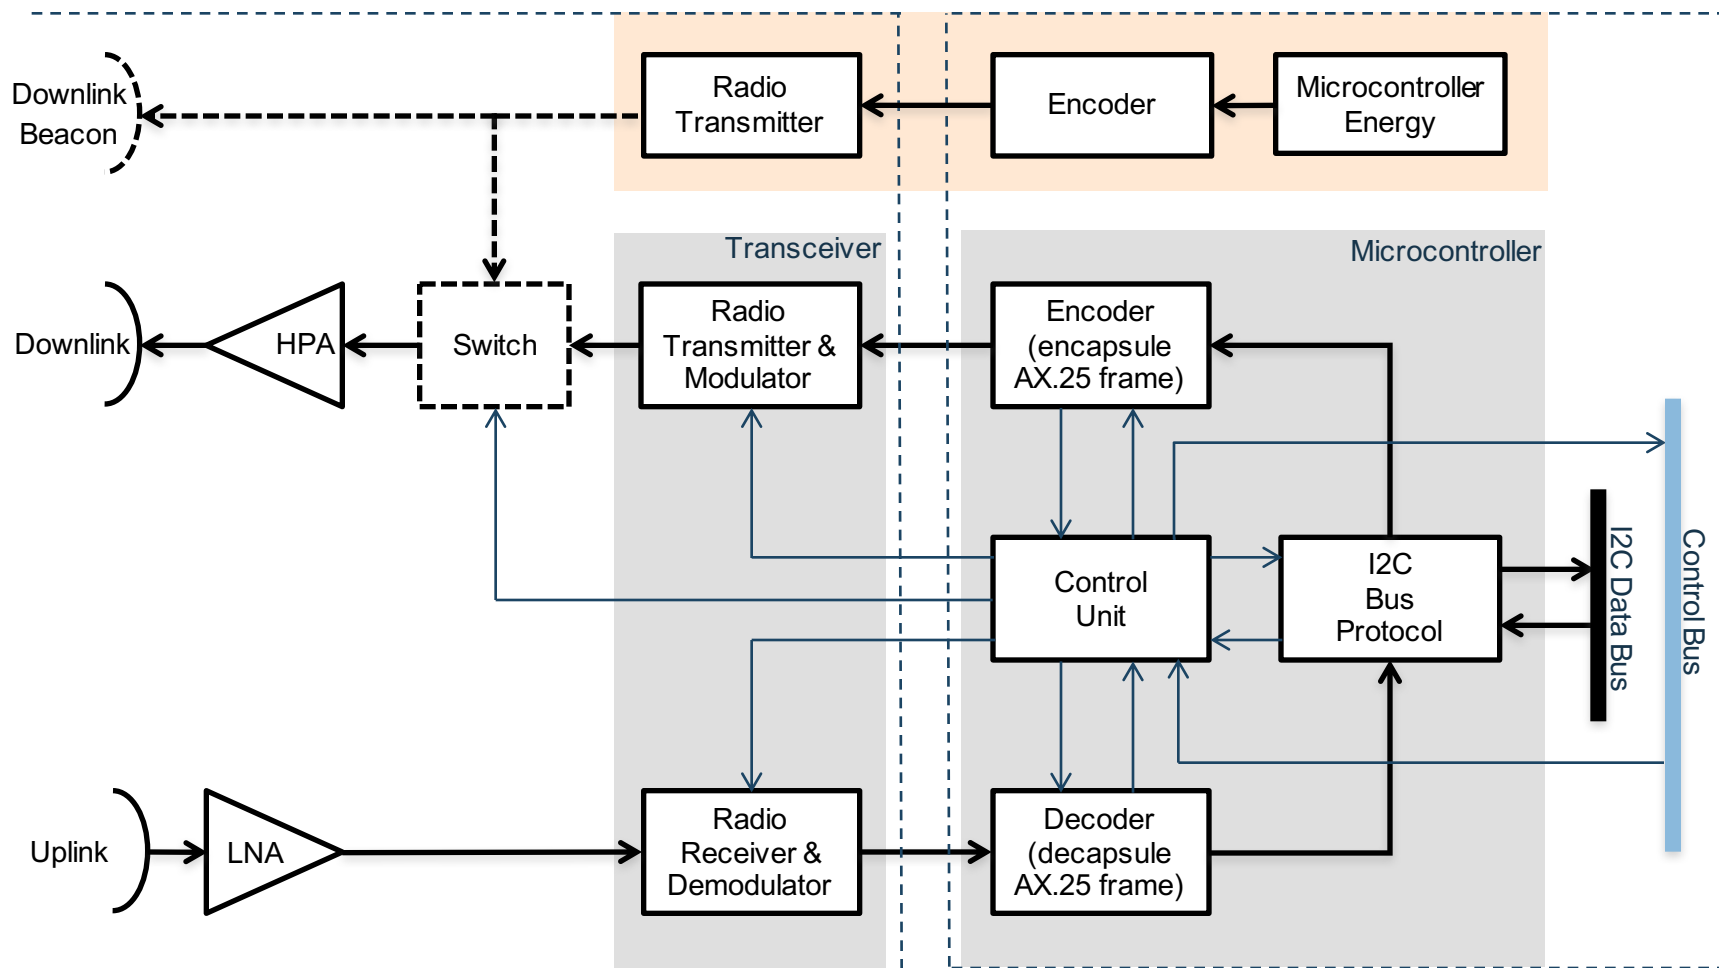 Downlink
Beacon
Radio
Transmitter
Encoder
Microcontroller
Energy
Transceiver
Microcontroller
Downlink
HPA
Switch
Radio
Transmitter &
Modulator
Encoder
(encapsule
AX.25 frame)
Control
Unit
I2C
Bus
Protocol
I2C Data Bus
Control Bus
Uplink
LNA
Radio
Receiver &
Demodulator
Decoder
(decapsule
AX.25 frame)